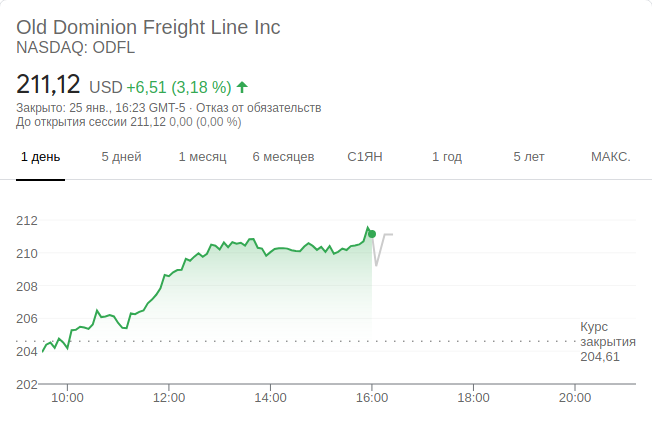 Old Dominion Freight Line Inc
NASDAQ: ODFL
211,12 USD +6,51 (3,18 %)
Закрыто: 25 янв., 16:23 GMT-5 · Отказ от обязательств
До открытия сессии 211,12 0,00 (0,00 %)
1 день 5 дней 1 месяц 6 месяцев С1ЯН 1 год 5 лет МАКС.
212
210
208
206
204
202
Курс
закрытия
204,61
10:00 12:00 14:00 16:00 18:00 20:00